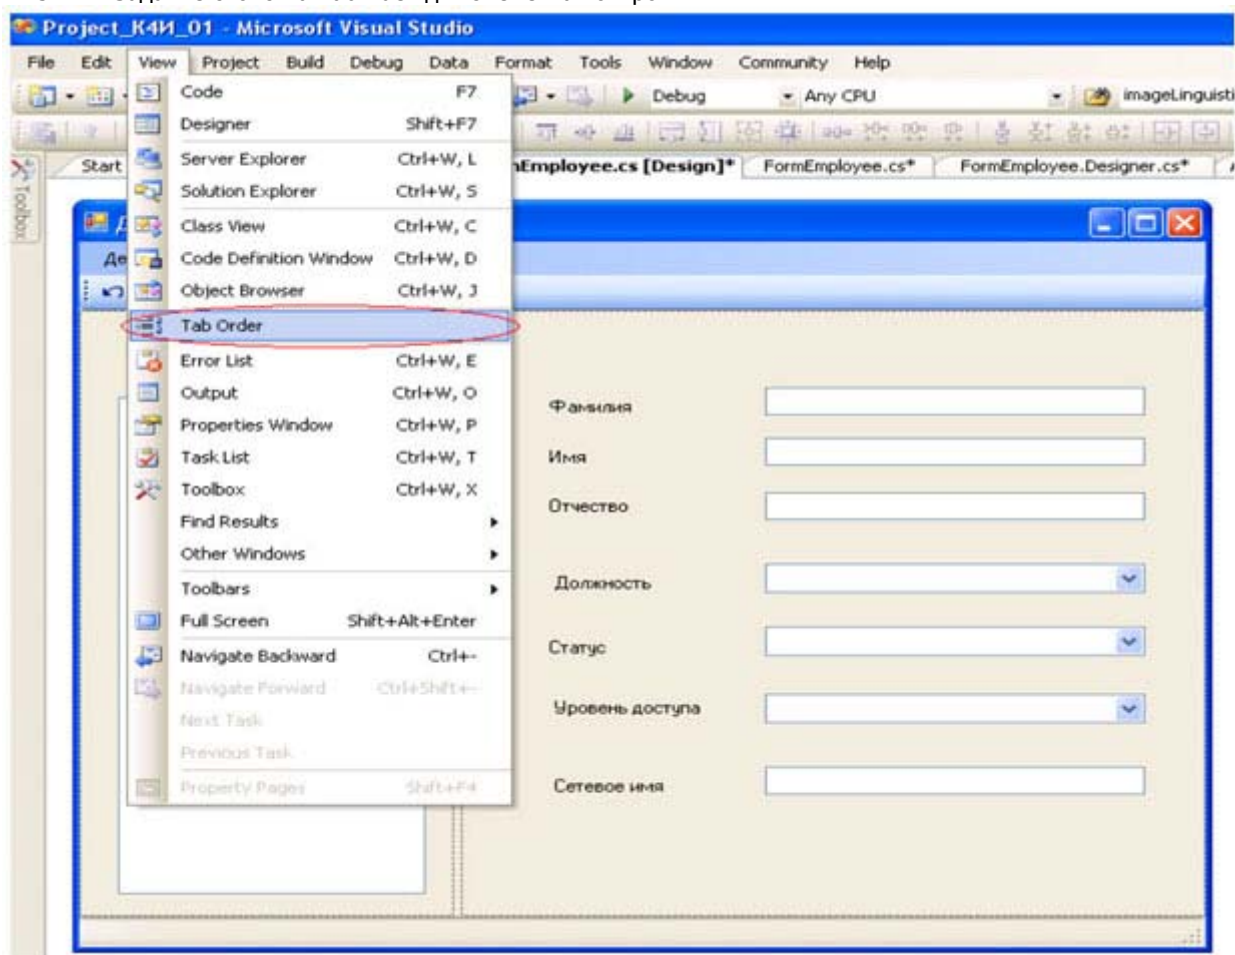 Project_К4И_01 - Microsoft Visual Studio
File Edit View Project Build Debug Data Format Tools Window Community Help
Debug Any CPU imageLinguisti
Toolbox
Start
mEmployee.cs [Design]* FormEmployee.cs* FormEmployee.Designer.cs*
Code F7
Designer Shift+F7
Server Explorer Ctrl+W, L
Solution Explorer Ctrl+W, S
Class View Ctrl+W, C
Code Definition Window Ctrl+W, D
Object Browser Ctrl+W, J
Tab Order
Error List Ctrl+W, E
Output Ctrl+W, O
Properties Window Ctrl+W, P
Task List Ctrl+W, T
Toolbox Ctrl+W, X
Find Results
Other Windows
Toolbars
Full Screen Shift+Alt+Enter
Navigate Backward Ctrl+-
Navigate Forward Ctrl+Shift+-
Next Task
Previous Task
Property Pages Shift+F4
Де
Фамилия
Имя
Отчество
Должность
Статус
Уровень доступа
Сетевое имя